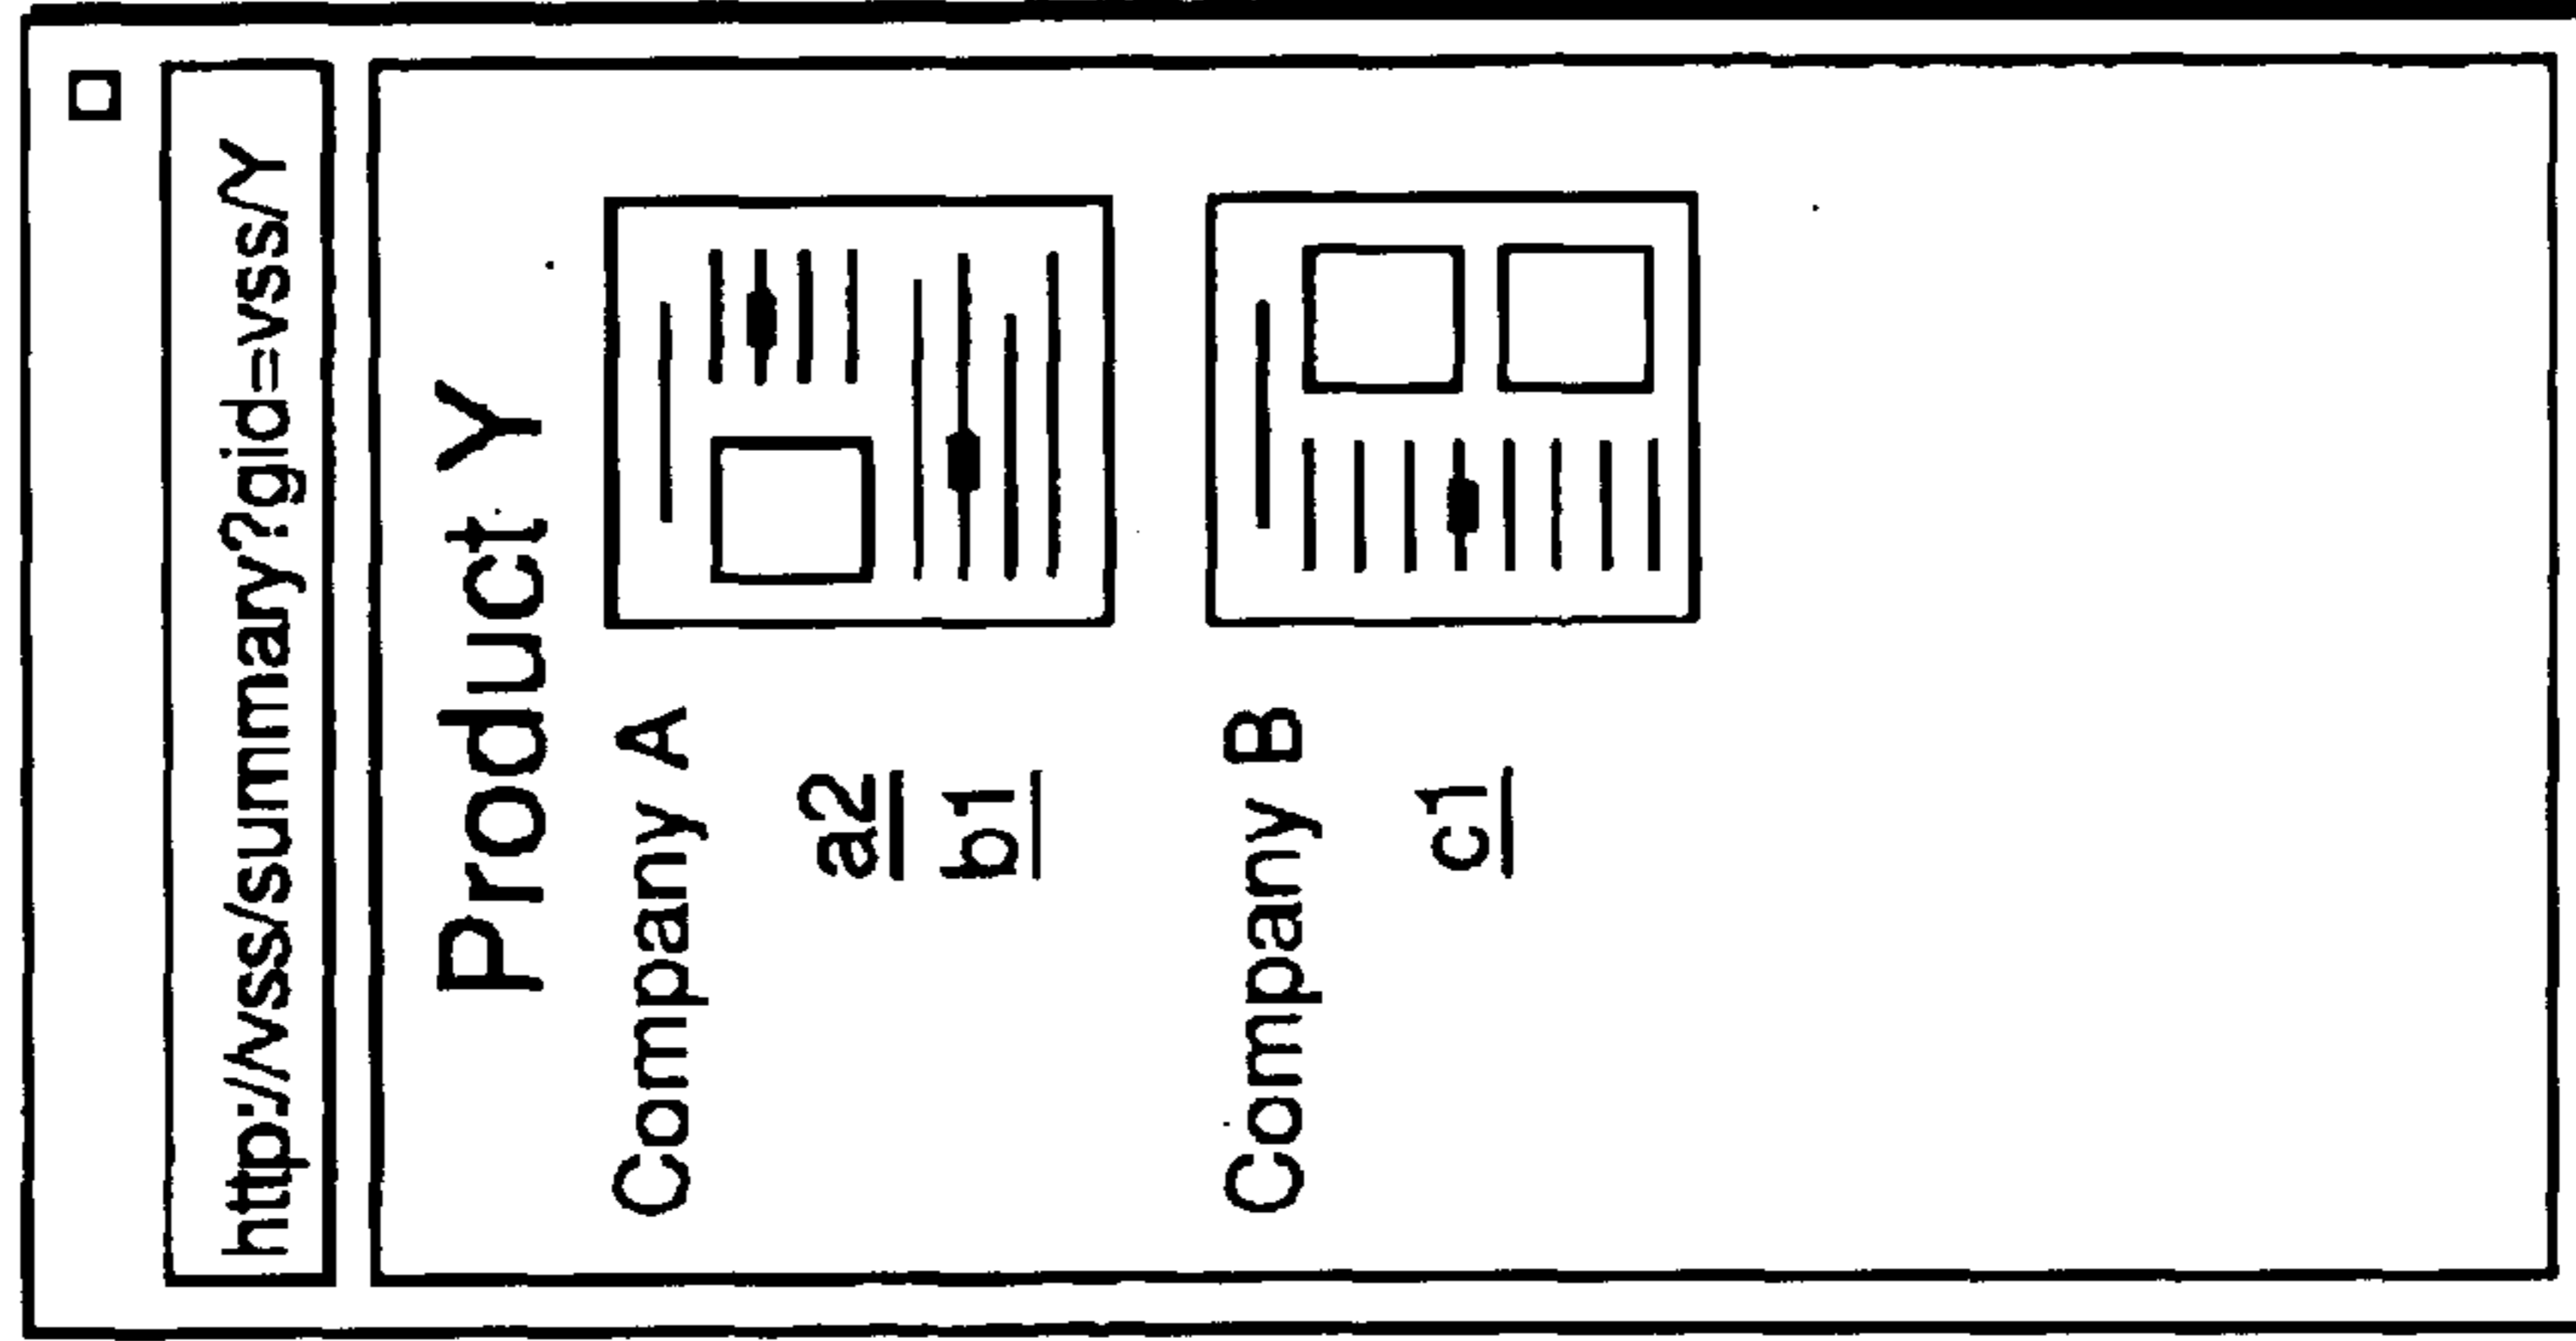 http://vss/summary?gid=vss/Y
Product Y
Company A
a2
b1
Company B
c1